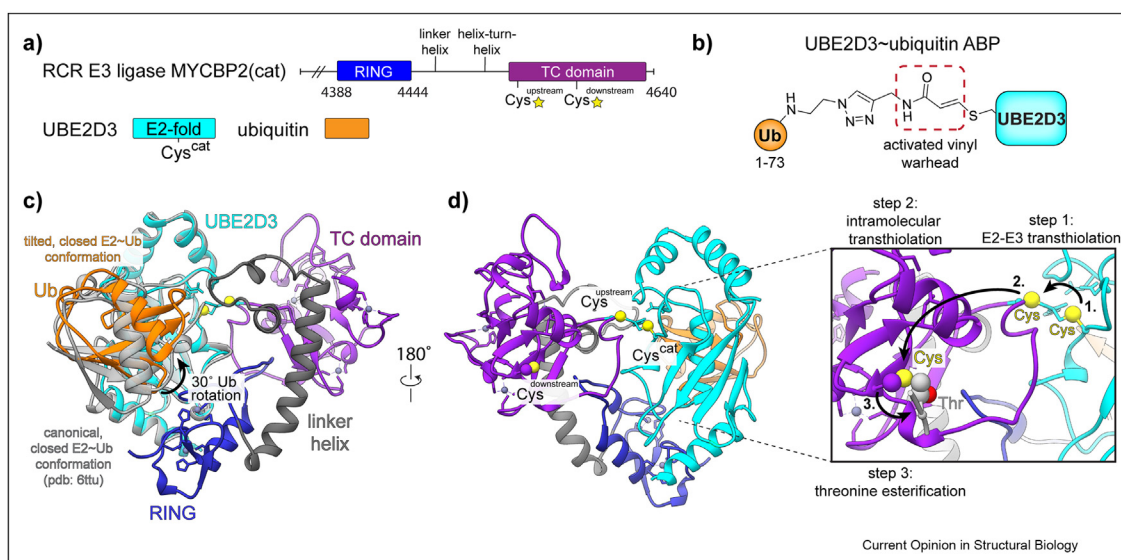 a)
linker
helix
helix-turn-
helix
RCR E3 ligase MYCBP2(cat)
RING
TC domain
4388
4444
4640
Cys upstream
Cys downstream
UBE2D3
E2-fold
ubiquitin
Cys cat
b)
UBE2D3~ubiquitin ABP
H
N
N
N=N
N
H
O
S
Ub
UBE2D3
1-73
activated vinyl
warhead
c)
UBE2D3
tilted, closed E2~Ub
conformation
Ub
TC domain
30° Ub
rotation
linker
helix
canonical,
closed E2~Ub
conformation
(pdb: 6ttu)
RING
180°
d)
Cys upstream
Cys cat
Cys downstream
step 2:
intramolecular
transthiolation
step 1:
E2-E3 transthiolation
2.
1.
Cys
Cys
Cys
Thr
3.
step 3:
threonine esterification
Current Opinion in Structural Biology